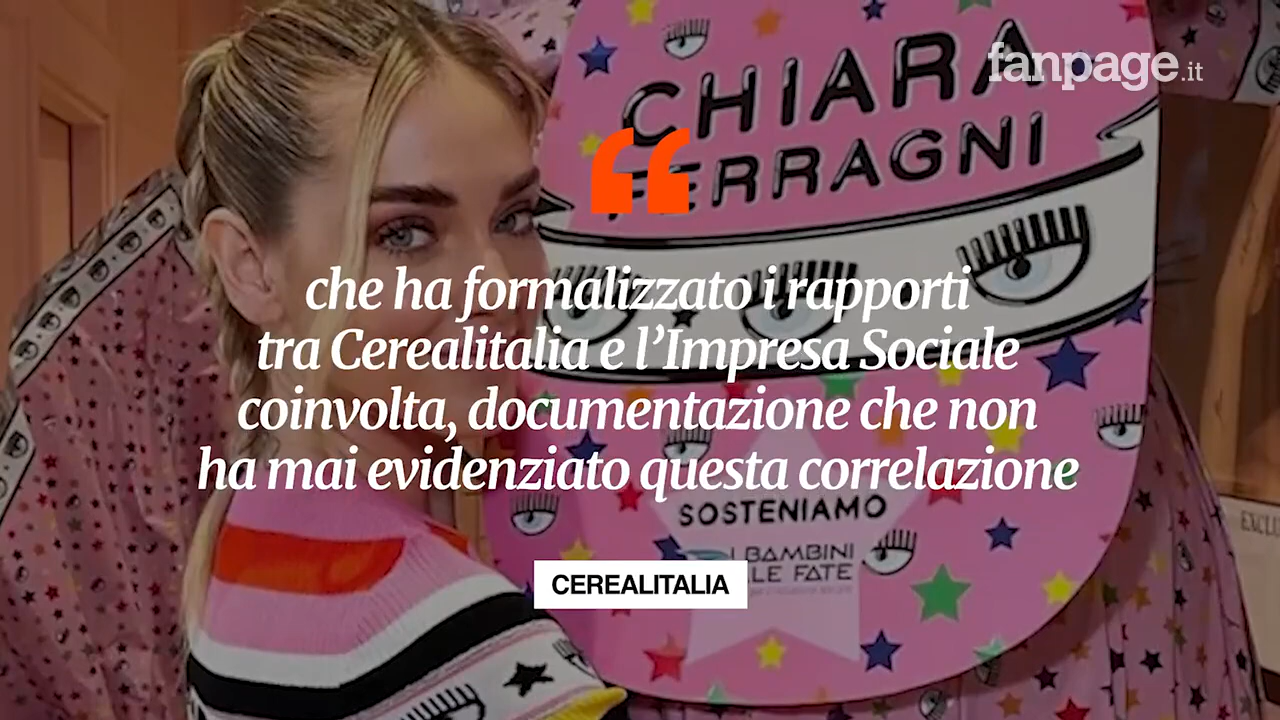 fanpage.it
CHIARA
FERRAGNI
“
che ha formalizzato i rapporti
tra Cerealitalia e l’Impresa Sociale
coinvolta, documentazione che non
ha mai evidenziato questa correlazione
SOSTENIAMO
I BAMBINI
LE FATE
CEREALITALIA